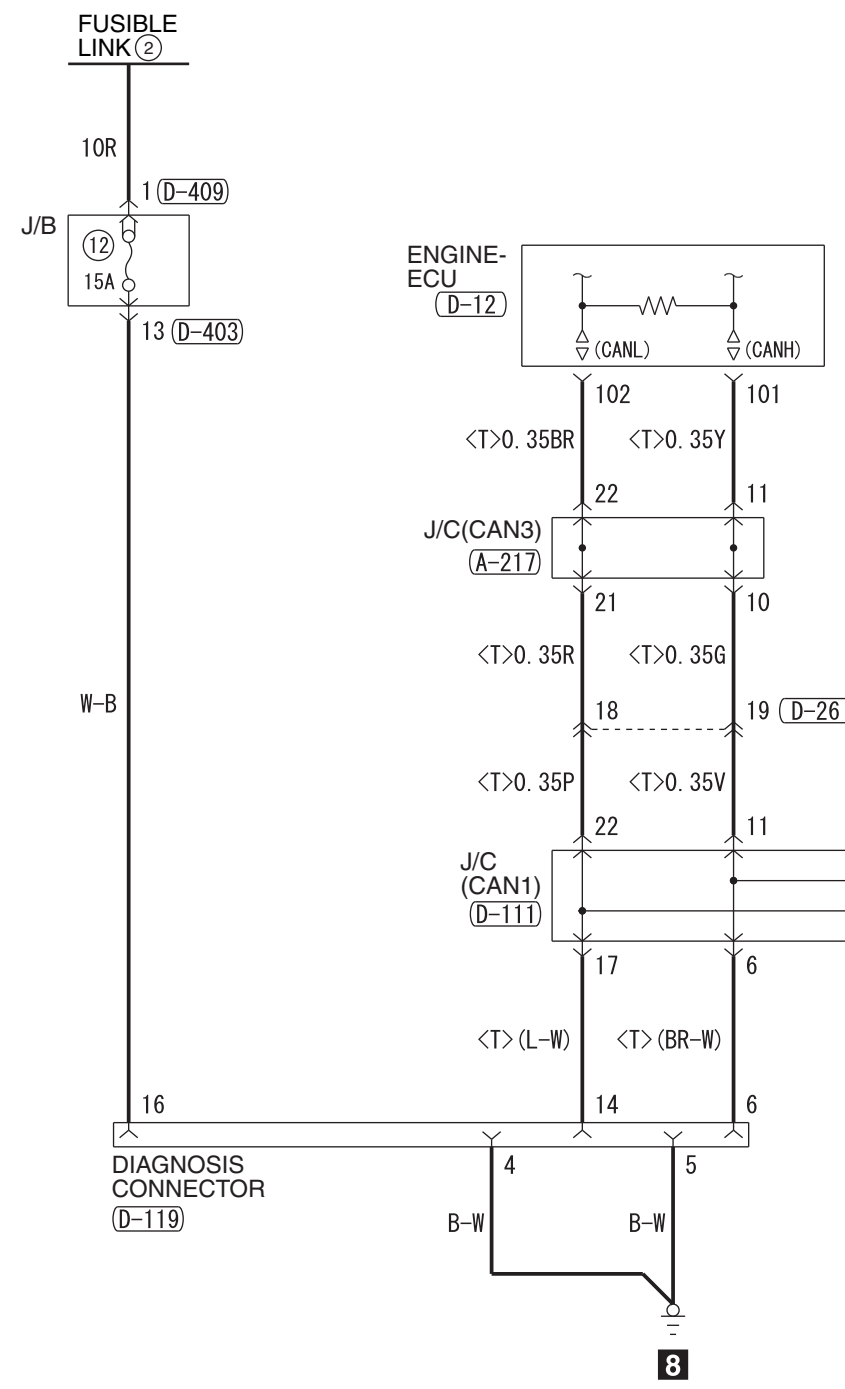 FUSIBLE
LINK 2
10R
1 D-409
J/B
12
15A
13 D-403
ENGINE-
ECU
D-12
(CANL) (CANH)
102 101
<T>0.35BR <T>0.35Y
22 11
J/C(CAN3)
A-217
21 10
<T>0.35R <T>0.35G
W-B
18 19 D-26
<T>0.35P <T>0.35V
22 11
J/C
(CAN1)
D-111
17 6
<T>(L-W) <T>(BR-W)
16 14 6
DIAGNOSIS
CONNECTOR
D-119
4 5
B-W B-W
8